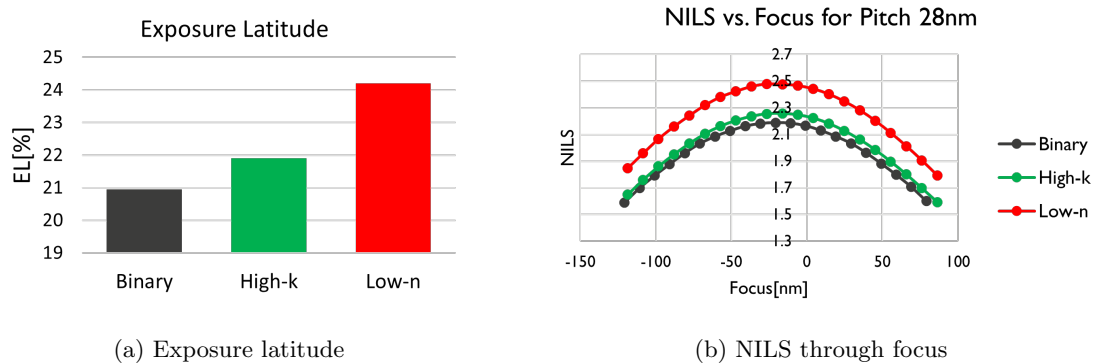 Exposure Latitude
EL[%]
25
24
23
22
21
20
19
Binary
High-k
Low-n
(a) Exposure latitude
NILS vs. Focus for Pitch 28nm
NILS
2.7
2.5
2.3
2.1
1.9
1.7
1.5
1.3
-150
-100
-50
0
50
100
Focus[nm]
Binary
High-k
Low-n
(b) NILS through focus